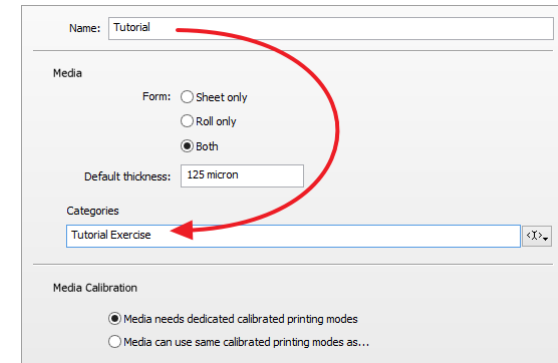 Name: Tutorial
Media
Form: Sheet only
Roll only
Both
Default thickness: 125 micron
Categories
Tutorial Exercise
Media Calibration
Media needs dedicated calibrated printing modes
Media can use same calibrated printing modes as...